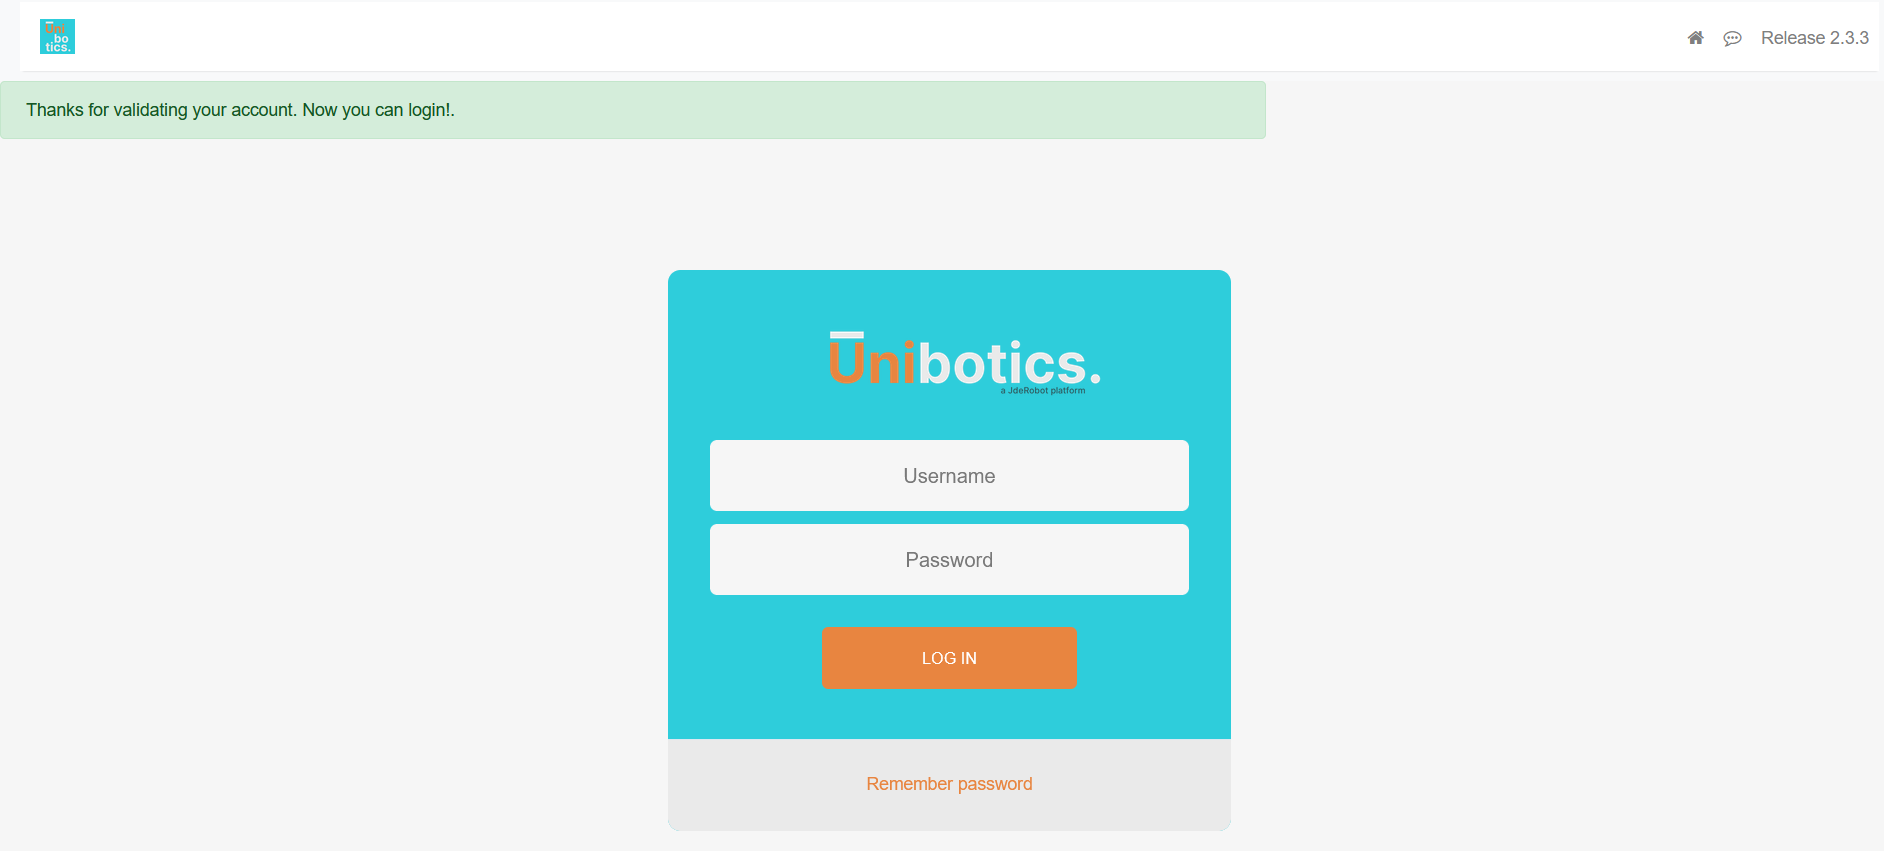 Uni
bo
tics.
Release 2.3.3
Thanks for validating your account. Now you can login!.
Unibotics.
a JdeRobot platform
Username
Password
LOG IN
Remember password